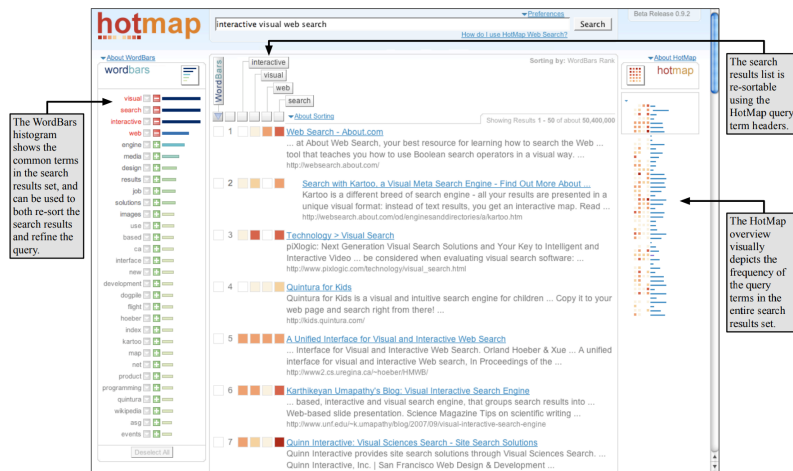 hotmap
Preferences
interactive visual web search
Search
How do I use HotMap Web Search?
Beta Release 0.9.2
About WordBars
wordbars
visual
search
interactive
web
engine
media
design
results
job
solutions
images
use
based
ca
interface
new
development
dogpile
flight
hoeber
index
kartoo
map
net
product
programming
quintura
wikipedia
asg
events
Deselect All
The WordBars
histogram
shows the
common terms
in the search
results set, and
can be used to
both re-sort the
search results
and refine the
query.
WordBars
interactive
visual
web
search
Sorting by: WordBars Rank
About Sorting
Showing Results 1 - 50 of about 50,400,000
1 Web Search - About.com
... at About Web Search, your best resource for learning how to search the Web ...
tool that teaches you how to use Boolean search operators in a visual way. ...
http://websearch.about.com/
2 Search with Kartoo, a Visual Meta Search Engine - Find Out More About ...
Kartoo is a different breed of search engine - all your results are presented in a
unique visual format: instead of text results, you get an interactive map. Read ...
http://websearch.about.com/od/enginesanddirectories/a/kartoo.htm
3 Technology > Visual Search
piXlogic: Next Generation Visual Search Solutions and Your Key to Intelligent and
Interactive Video ... be considered when evaluating visual search software: ...
http://www.pixlogic.com/technology/visual_search.html
4 Quintura for Kids
Quintura for Kids is a visual and intuitive search engine for children ... Copy it to your
web page and search right from there! ...
http://kids.quintura.com/
5 A Unified Interface for Visual and Interactive Web Search
... Interface for Visual and Interactive Web Search. Orland Hoeber & Xue ... A unified
interface for visual and interactive Web search, In Proceedings of the ...
http://www2.cs.uregina.ca/~hoeber/HMWB/
6 Karthikeyan Umapathy's Blog: Visual Interactive Search Engine
... based, interactive and visual search engine, that groups search results into ...
Web-based slide presentation. Science Magazine Tips on scientific writing ...
http://www.unf.edu/~k.umapathy/blog/2007/09/visual-interactive-search-engine
7 Quinn Interactive: Visual Sciences Search - Site Search Solutions
Quinn Interactive provides site search solutions through Visual Sciences Search. ...
Quinn Interactive, Inc. | San Francisco Web Design & Development ...
About HotMap
hotmap
The search
results list is
re-sortable
using the
HotMap query
term headers.
The HotMap
overview
visually
depicts the
frequency of
the query
terms in the
entire search
results set.